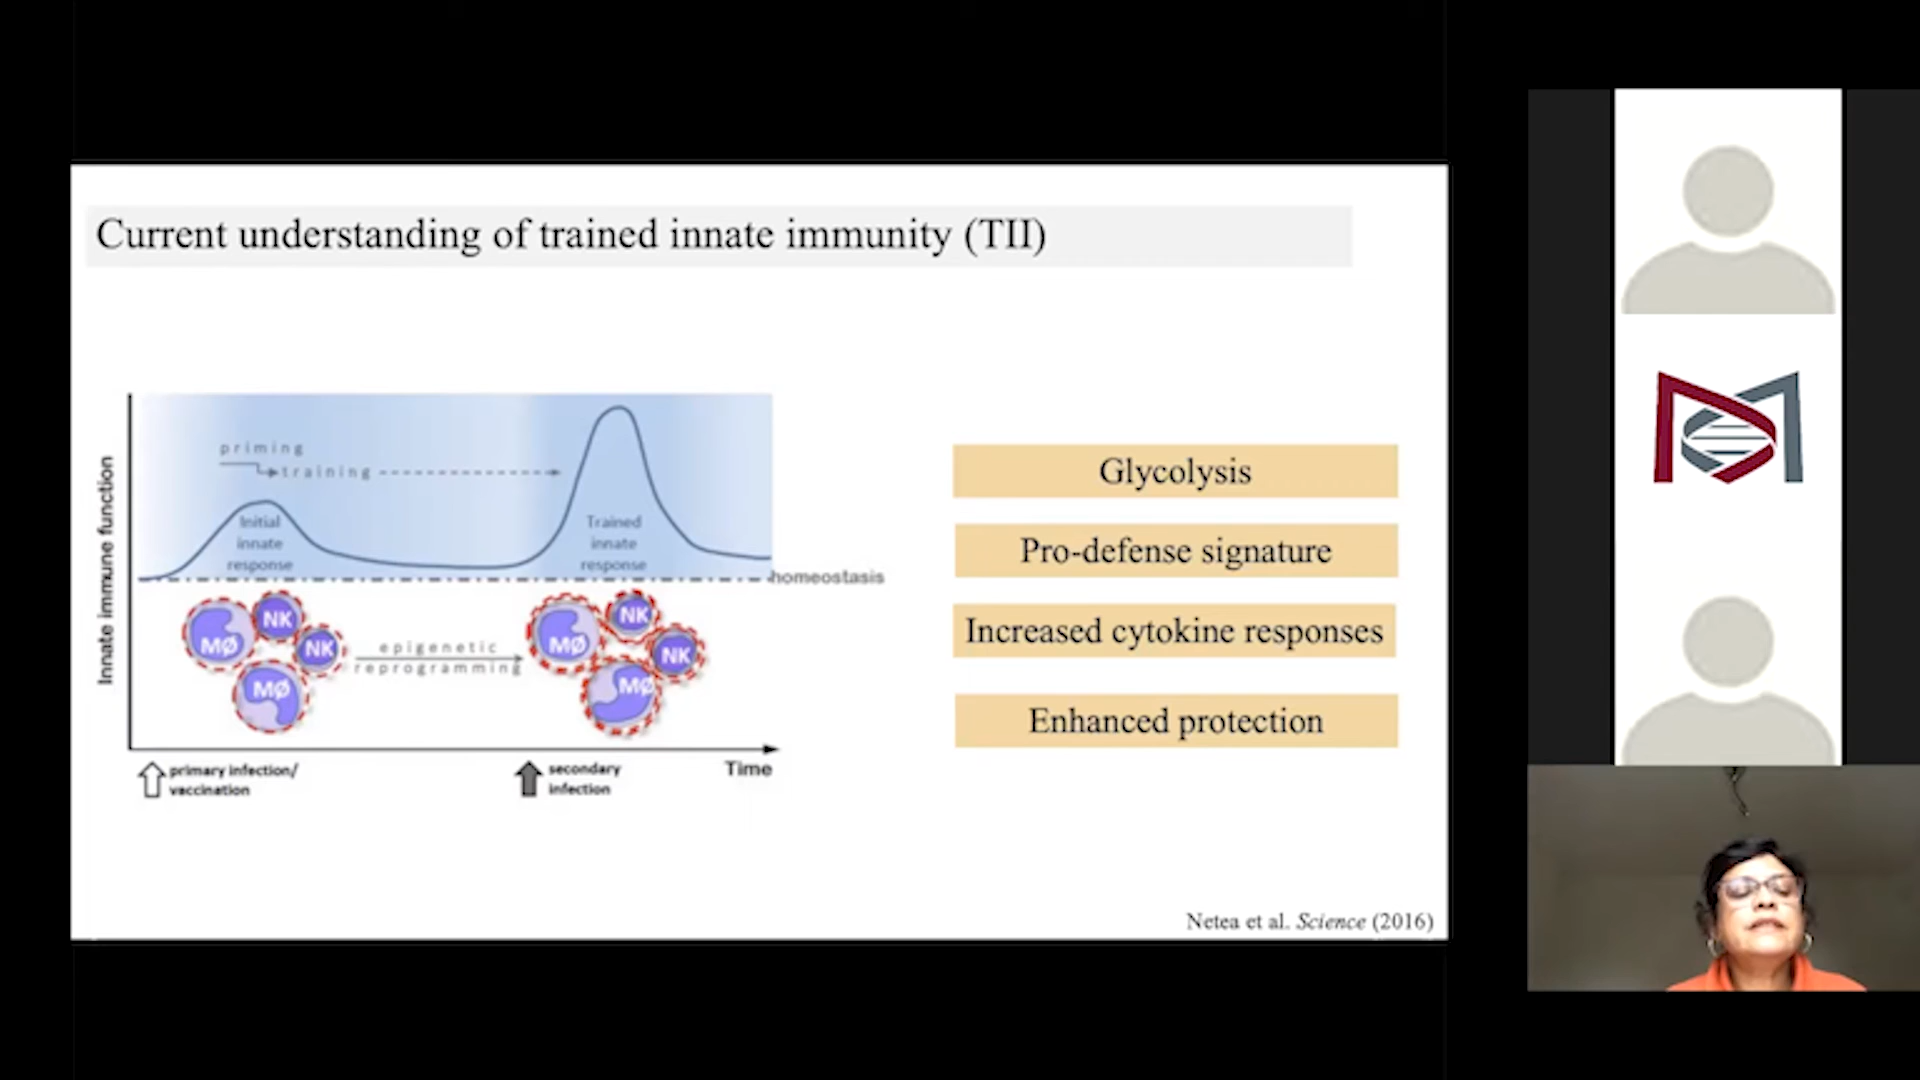 Current understanding of trained innate immunity (TII)
Innate immune function
priming
training
Initial
innate
response
Trained
innate
response
homeostasis
MØ
NK
NK
MØ
epigenetic
reprogramming
MØ
NK
NK
MØ
primary infection/
vaccination
secondary
infection
Time
Glycolysis
Pro-defense signature
Increased cytokine responses
Enhanced protection
Netea et al. Science (2016)